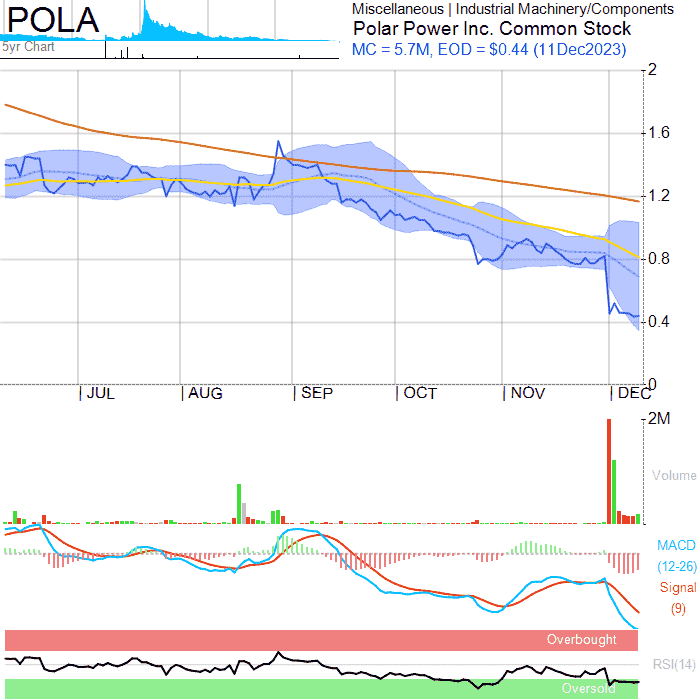 POLA
5yr Chart
Miscellaneous | Industrial Machinery/Components
Polar Power Inc. Common Stock
MC = 5.7M, EOD = $0.44 (11Dec2023)
2
1.6
1.2
0.8
0.4
0
| JUL | AUG | SEP | OCT | NOV | DEC
2M
Volume
MACD
(12-26)
Signal
(9)
Overbought
RSI(14)
Oversold